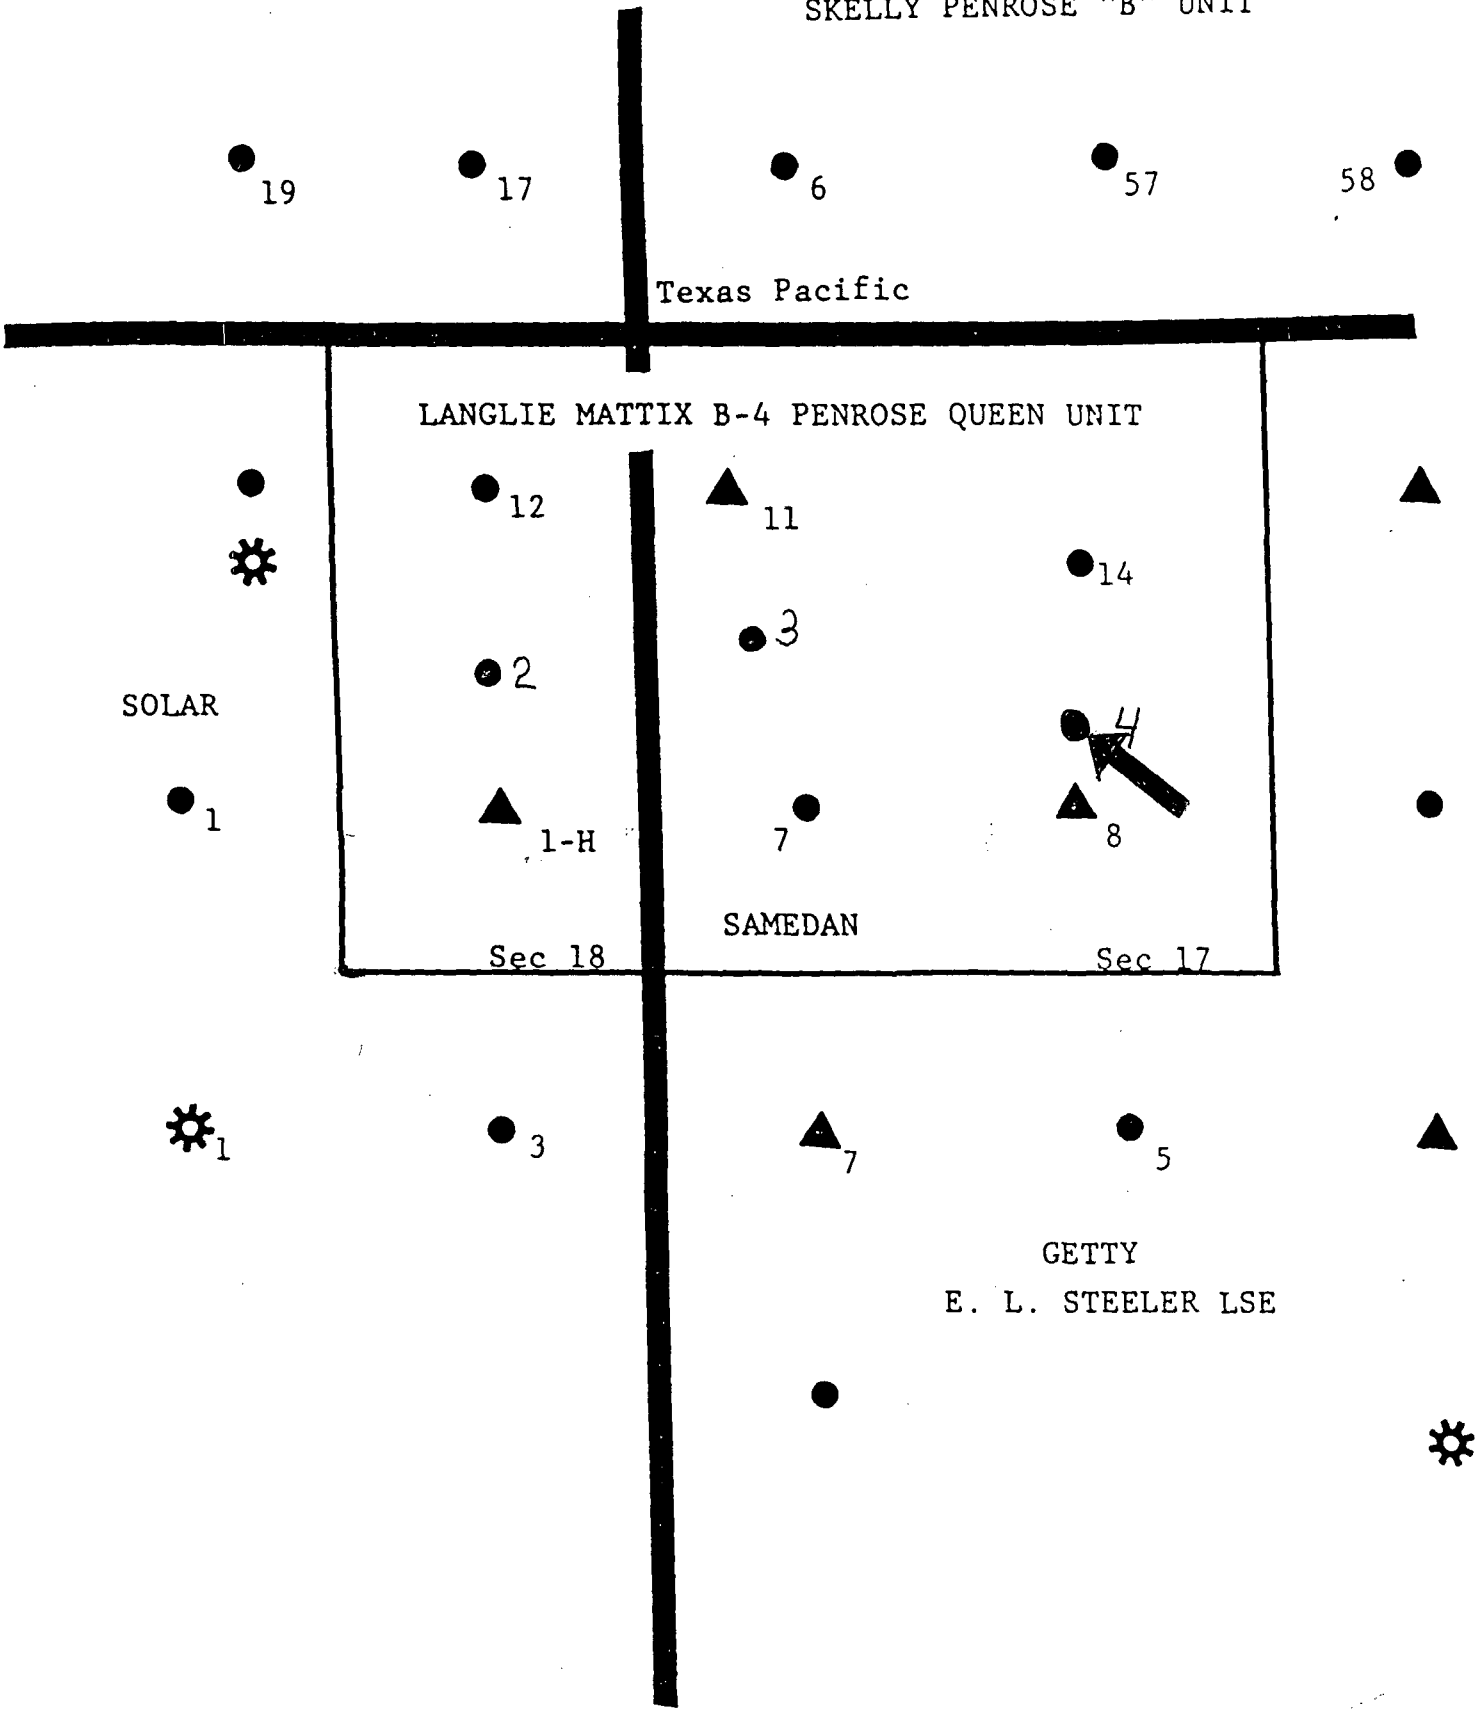 SKELLY PENROSE "B" UNIT
19
17
6
57
58
Texas Pacific
LANGLIE MATTIX B-4 PENROSE QUEEN UNIT
12
11
14
3
2
SOLAR
4
1
1-H
7
8
SAMEDAN
Sec 18
Sec 17
1
3
7
5
GETTY
E. L. STEELER LSE